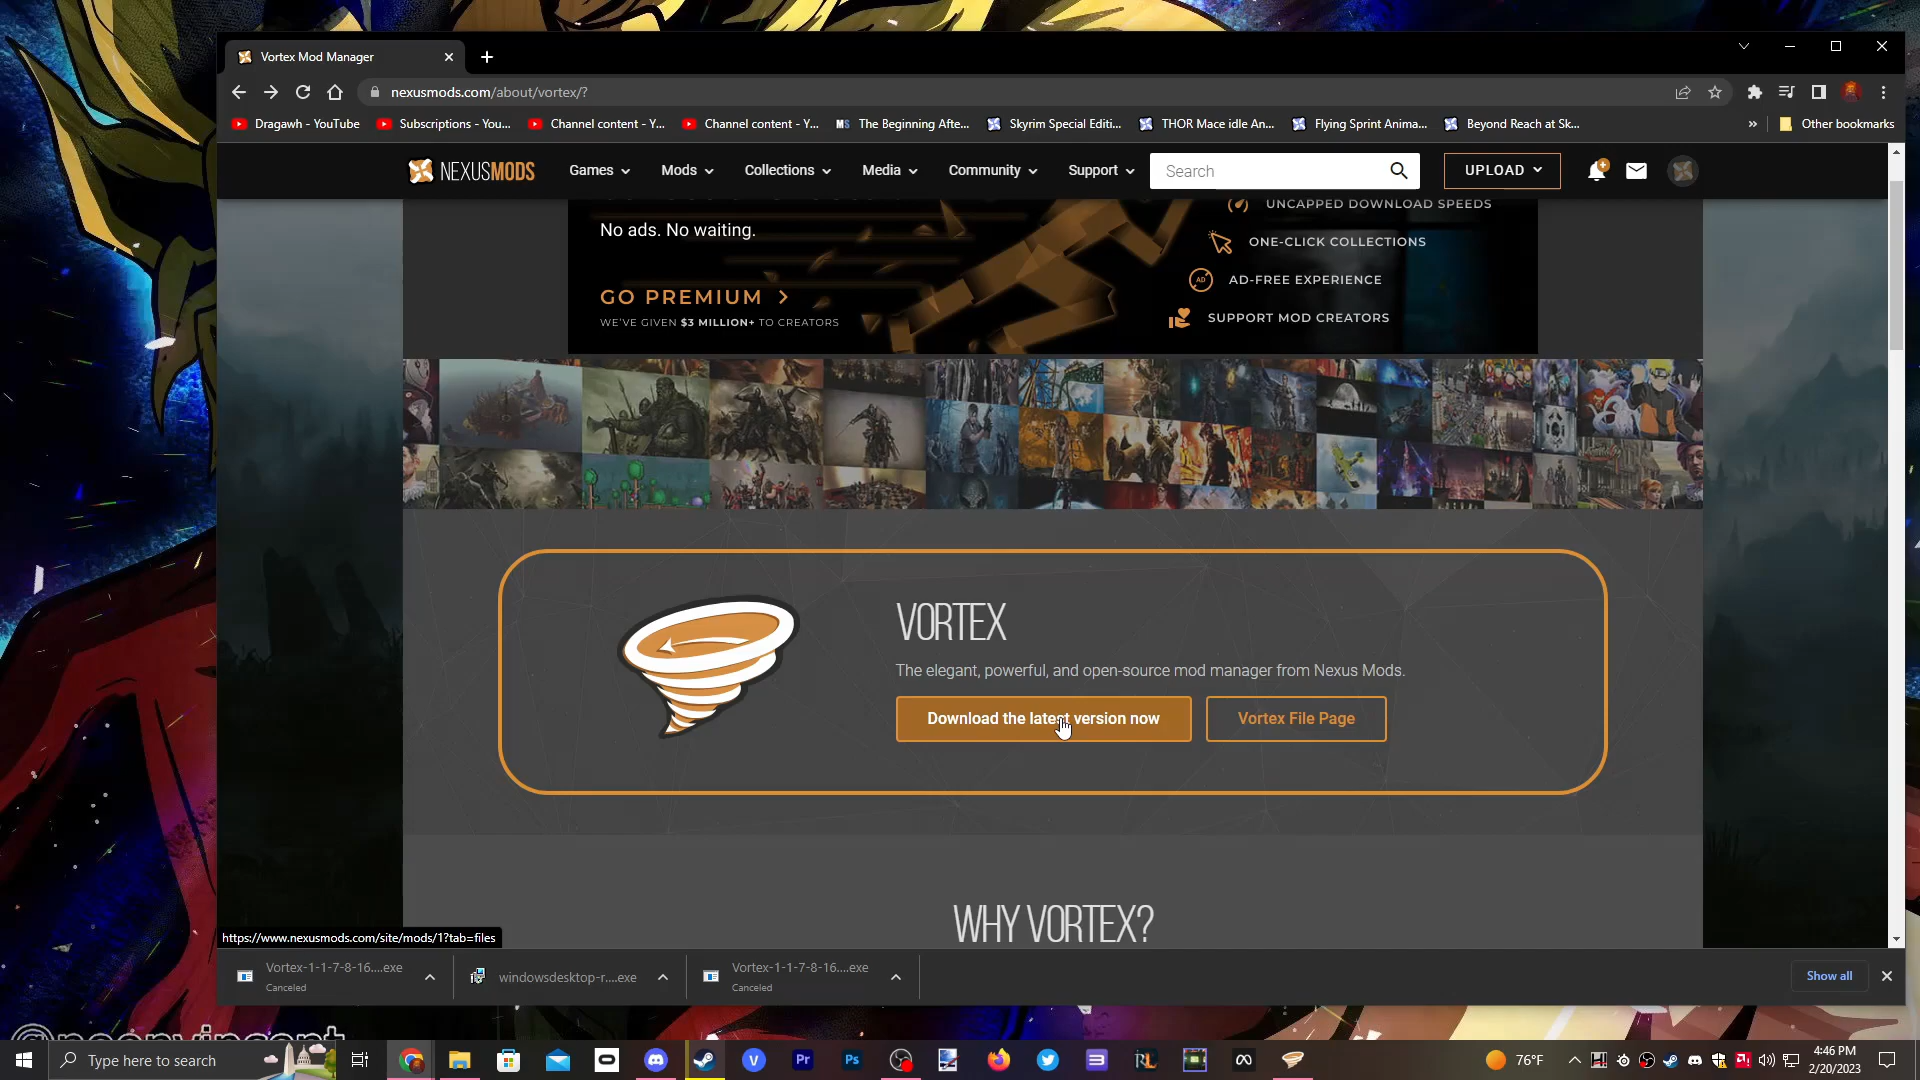 Vortex Mod Manager
nexusmods.com/about/vortex/?
Dragawh - YouTube
Subscriptions - You...
Channel content - Y...
Channel content - Y...
MS The Beginning Afte...
Skyrim Special Editi...
THOR Mace idle An...
Flying Sprint Anima...
Beyond Reach at Sk...
»
Other bookmarks
NEXUSMODS
Games
Mods
Collections
Media
Community
Support
Search
UPLOAD
UNCAPPED DOWNLOAD SPEEDS
No ads. No waiting.
ONE-CLICK COLLECTIONS
AD
AD-FREE EXPERIENCE
GO PREMIUM >
SUPPORT MOD CREATORS
WE'VE GIVEN $3 MILLION+ TO CREATORS
VORTEX
The elegant, powerful, and open-source mod manager from Nexus Mods.
Download the latest version now
Vortex File Page
WHY VORTEX?
https://www.nexusmods.com/site/mods/1?tab=files
Vortex-1-1-7-8-16....exe
Canceled
windowsdesktop-r....exe
Vortex-1-1-7-8-16....exe
Canceled
Show all
Type here to search
V
Pr
Ps
RL
76°F
4:46 PM
2/20/2023